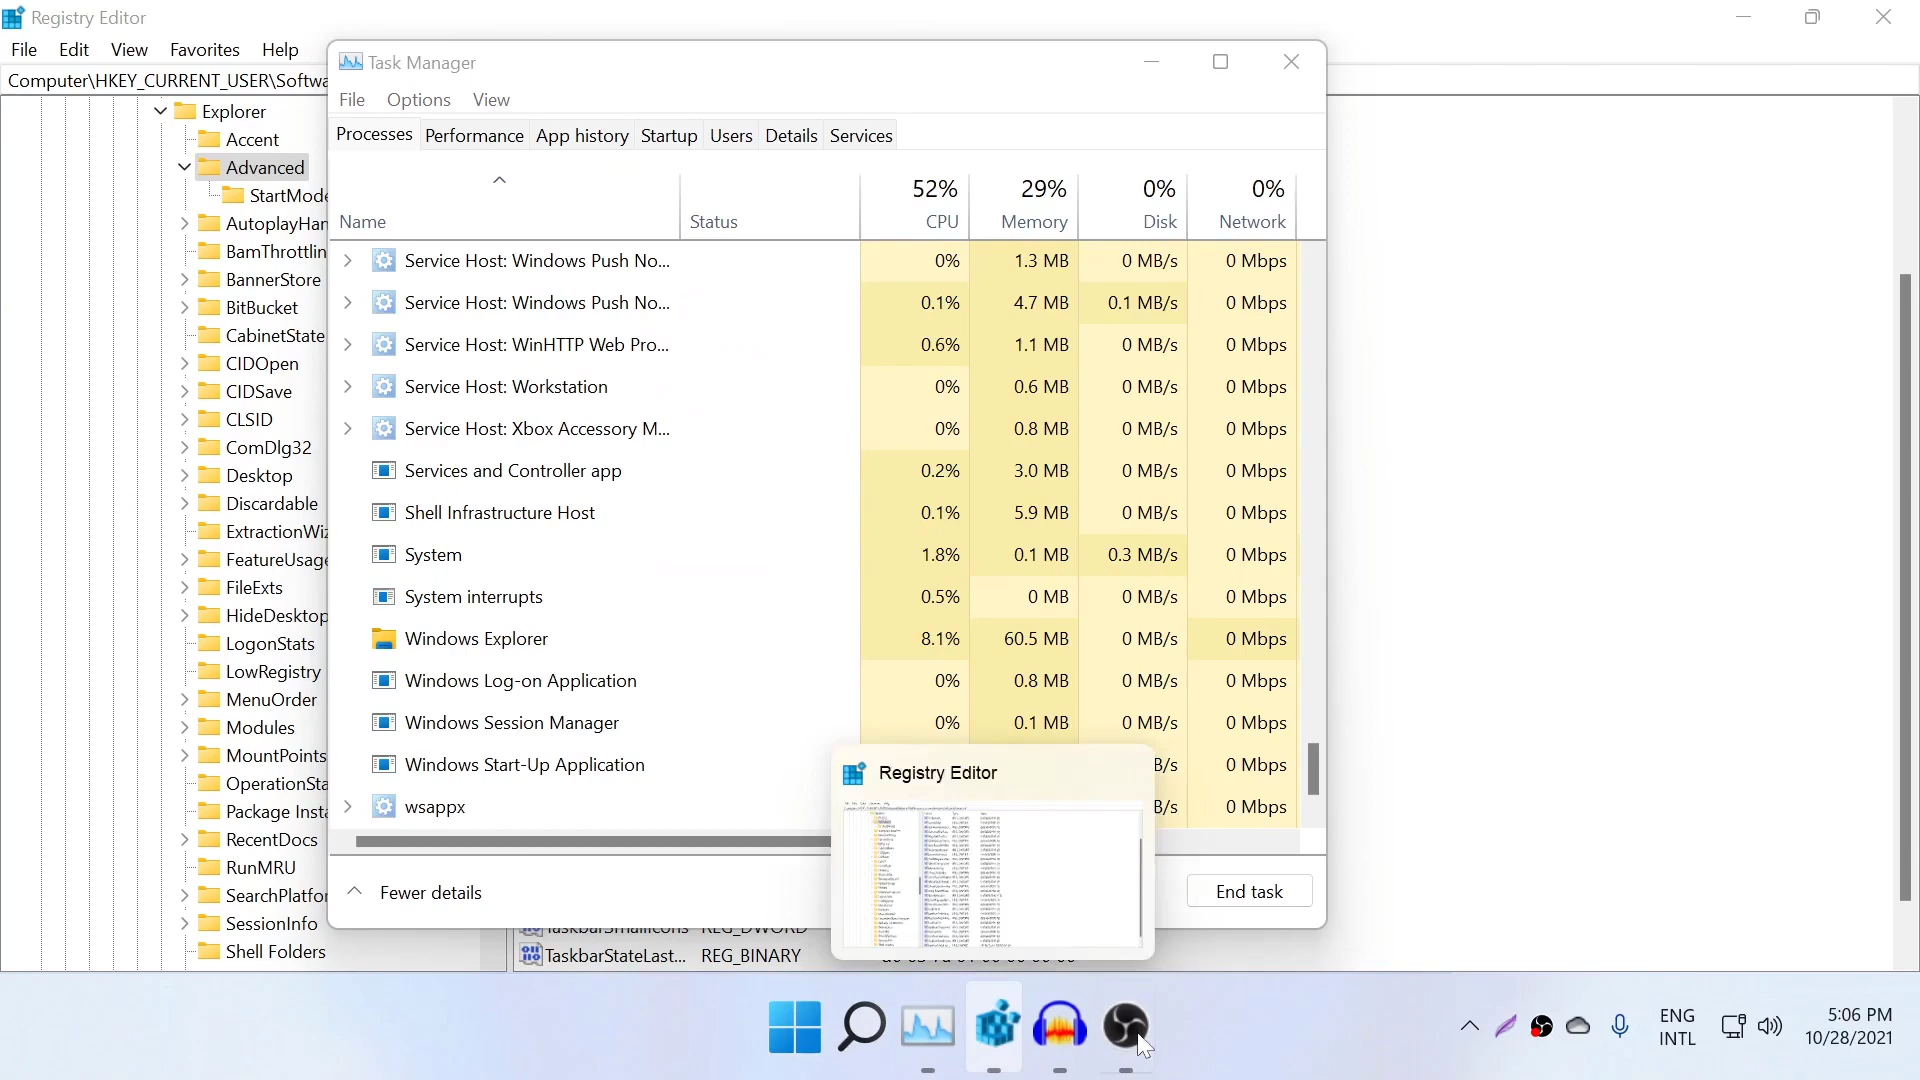 Registry Editor
File Edit View Favorites Help
Computer\HKEY_CURRENT_USER\Softwa
Explorer
Accent
Advanced
StartMode
AutoplayHan
BamThrottlin
BannerStore
BitBucket
CabinetState
CIDOpen
CIDSave
CLSID
ComDlg32
Desktop
Discardable
ExtractionWiz
FeatureUsage
FileExts
HideDesktop
LogonStats
LowRegistry
MenuOrder
Modules
MountPoints
OperationSta
Package Insta
RecentDocs
RunMRU
SearchPlatfor
SessionInfo
Shell Folders
Task Manager
File Options View
Processes Performance App history Startup Users Details Services
52% 29% 0% 0%
Name Status CPU Memory Disk Network
Service Host: Windows Push No... 0% 1.3 MB 0 MB/s 0 Mbps
Service Host: Windows Push No... 0.1% 4.7 MB 0.1 MB/s 0 Mbps
Service Host: WinHTTP Web Pro... 0.6% 1.1 MB 0 MB/s 0 Mbps
Service Host: Workstation 0% 0.6 MB 0 MB/s 0 Mbps
Service Host: Xbox Accessory M... 0% 0.8 MB 0 MB/s 0 Mbps
Services and Controller app 0.2% 3.0 MB 0 MB/s 0 Mbps
Shell Infrastructure Host 0.1% 5.9 MB 0 MB/s 0 Mbps
System 1.8% 0.1 MB 0.3 MB/s 0 Mbps
System interrupts 0.5% 0 MB 0 MB/s 0 Mbps
Windows Explorer 8.1% 60.5 MB 0 MB/s 0 Mbps
Windows Log-on Application 0% 0.8 MB 0 MB/s 0 Mbps
Windows Session Manager 0% 0.1 MB 0 MB/s 0 Mbps
Windows Start-Up Application B/s 0 Mbps
wsappx B/s 0 Mbps
Registry Editor
Fewer details End task
TaskbarSmallIcons REG_DWORD
TaskbarStateLast... REG_BINARY
ENG
INTL
5:06 PM
10/28/2021